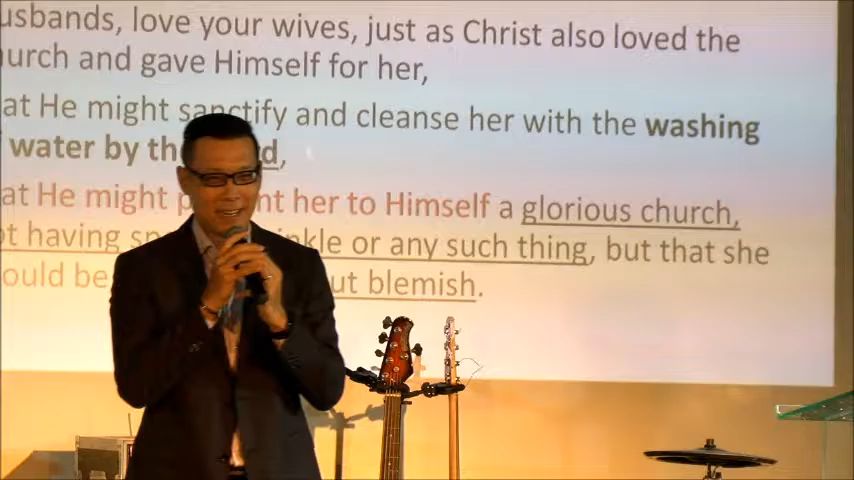 usbands, love your wives, just as Christ also loved the
urch and gave Himself for her,
at He might sanctify and cleanse her with the washing
water by th d,
at He might p nt her to Himself a glorious church,
ot having sp inkle or any such thing, but that she
ould be ut blemish.